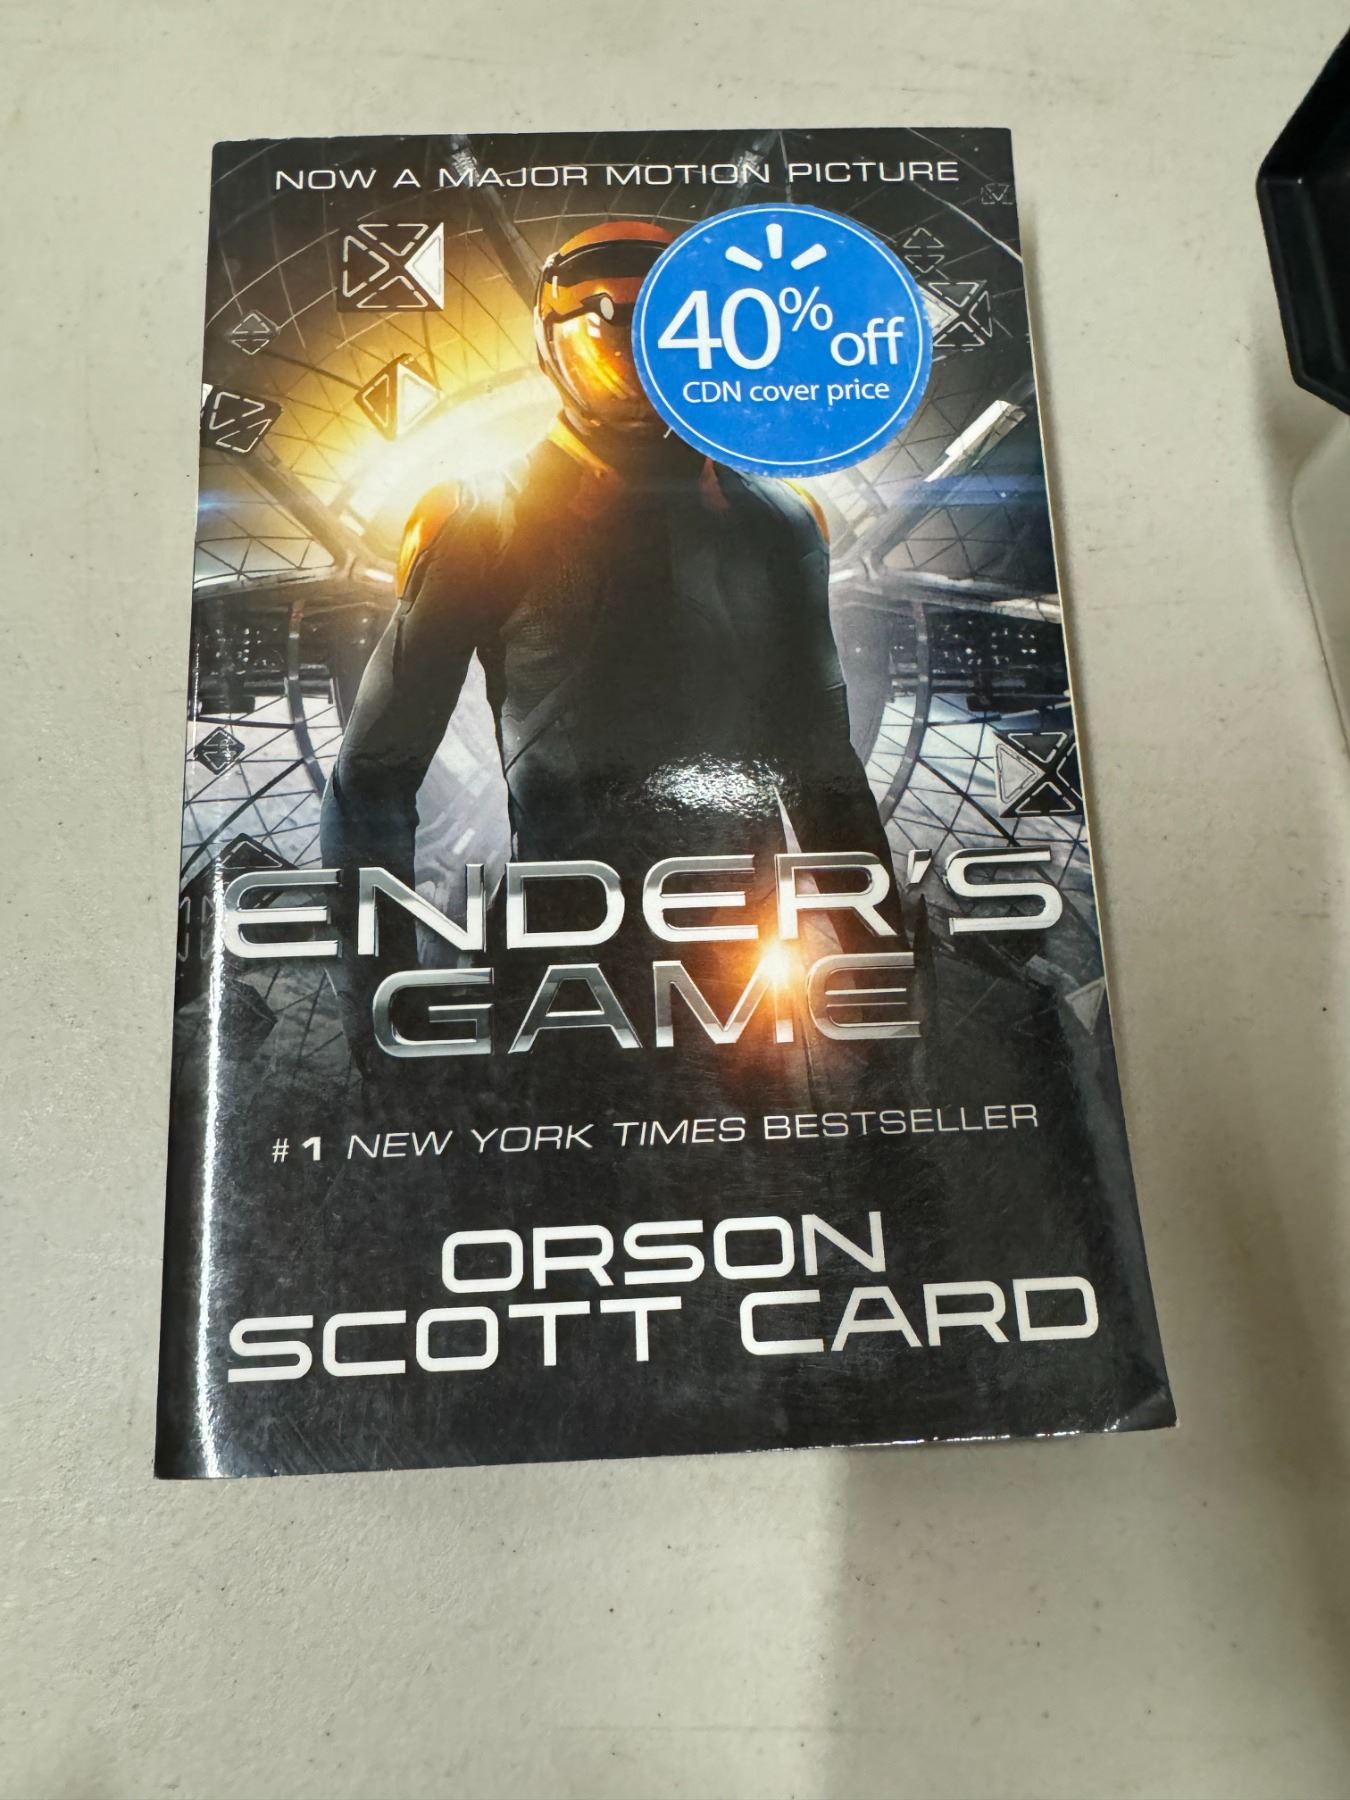 NOW A MAJOR MOTION PICTURE
40% off
CDN cover price
ENDER'S
GAME
#1 NEW YORK TIMES BESTSELLER
ORSON
SCOTT CARD